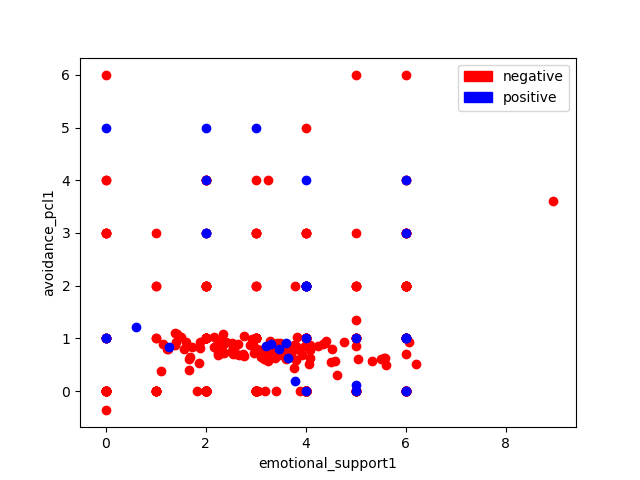 negative
positive
6
5
4
3
2
1
0
avoidance_pcl1
0 2 4 6 8
emotional_support1